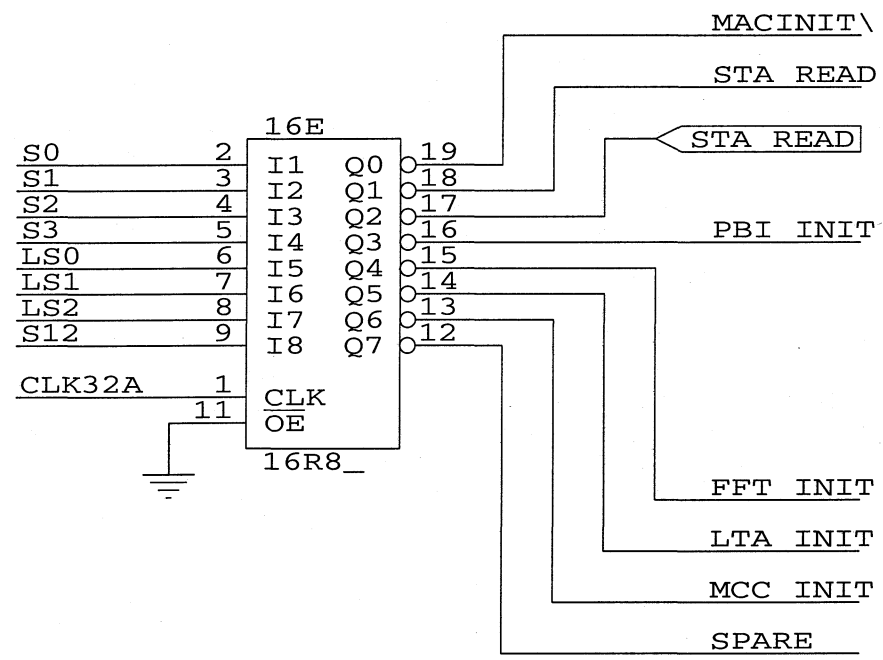 MACINIT\
STA READ
16E
STA READ
S0 2 I1 Q0 19
S1 3 I2 Q1 18
S2 4 I3 Q2 17
S3 5 I4 Q3 16 PBI INIT
LS0 6 I5 Q4 15
LS1 7 I6 Q5 14
LS2 8 I7 Q6 13
S12 9 I8 Q7 12
CLK32A 1 CLK
11 OE
16R8_
FFT INIT
LTA INIT
MCC INIT
SPARE